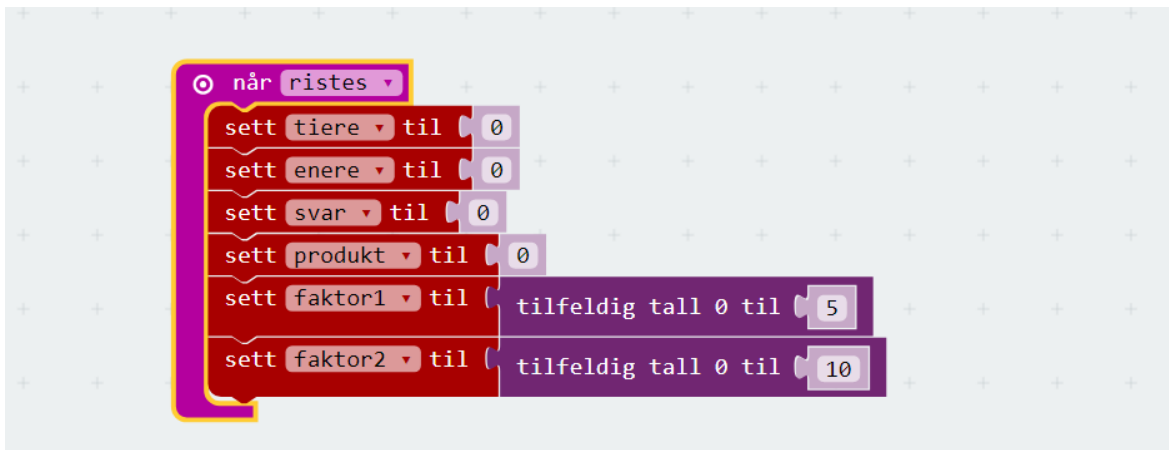 når ristes
sett tiere til 0
sett enere til 0
sett svar til 0
sett produkt til 0
sett faktor1 til tilfeldig tall 0 til 5
sett faktor2 til tilfeldig tall 0 til 10